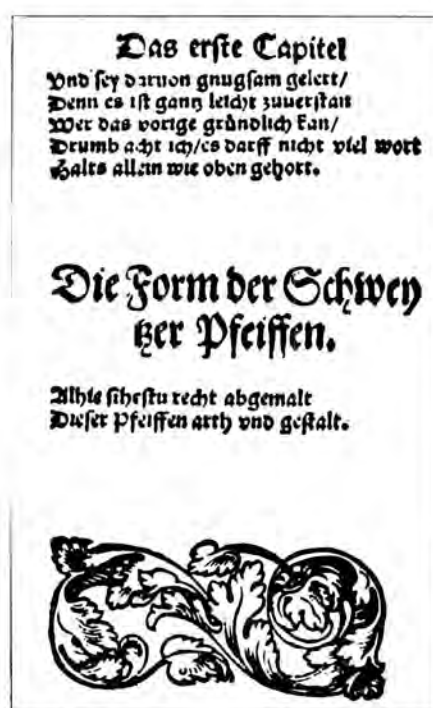 Das erste Capitel
Vnd sey daruon gnugsam gelert/
Denn es ist gantz leicht zuuerstan
Wer das vorige gründlich kan/
Drumb acht ich/es darff nicht viel wort
Halts allein wie oben gehort.
Die Form der Schwey
tzer Pfeiffen.
Alhie sihestu recht abgemalt
Dieser Pfeiffen arth vnd gestalt.